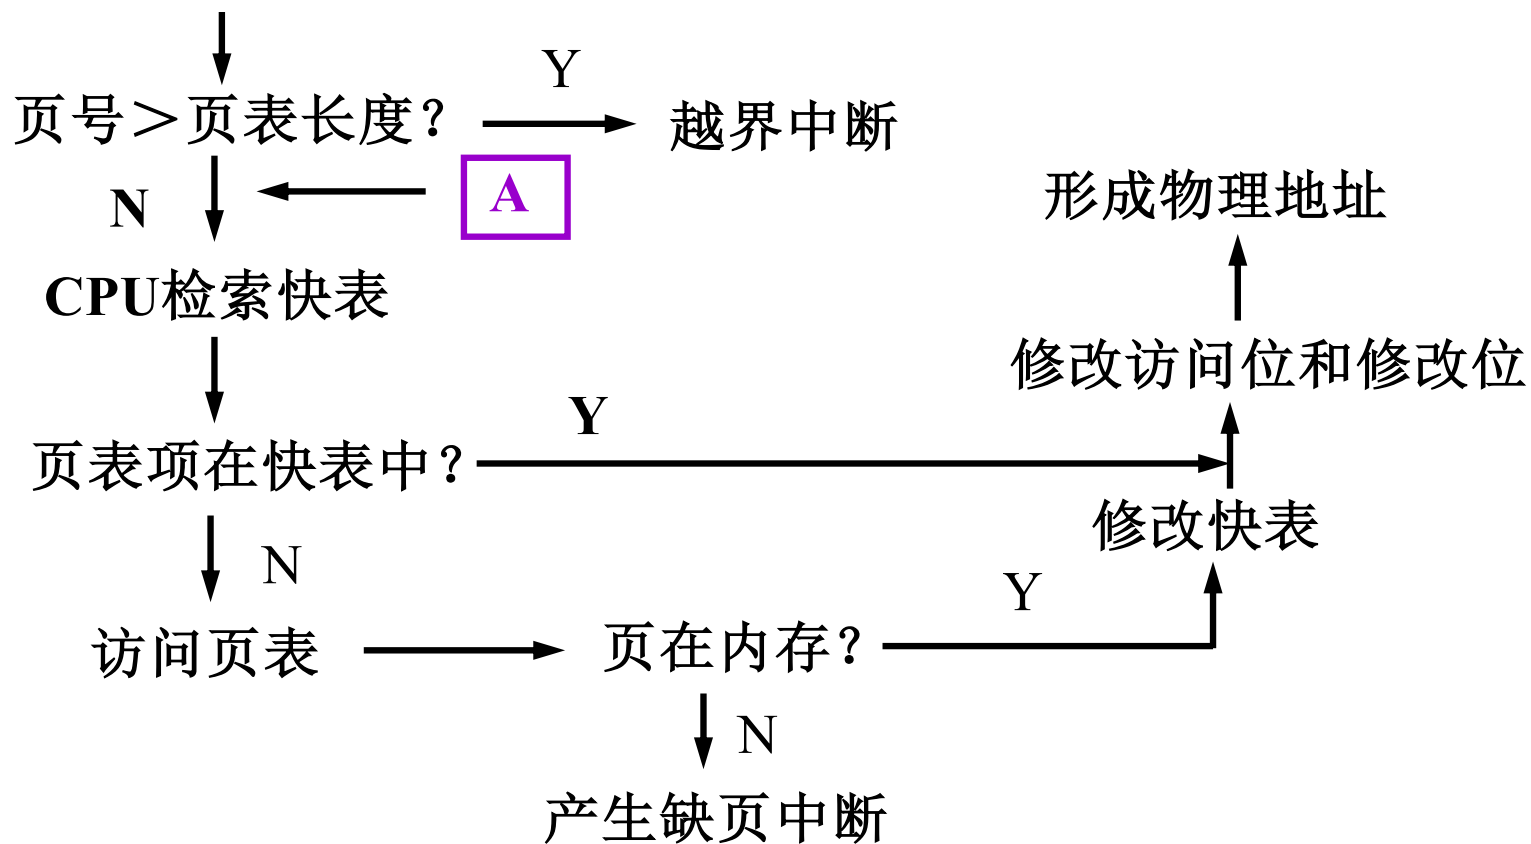 Y
页号>页表长度?
越界中断
A
N
形成物理地址
CPU检索快表
修改访问位和修改位
Y
页表项在快表中?
修改快表
N
Y
访问页表
页在内存?
N
产生缺页中断